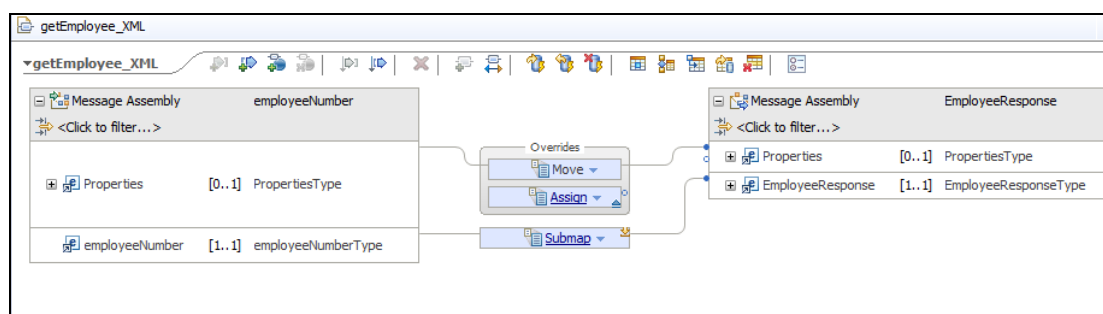 getEmployee_XML
getEmployee_XML
Message Assembly employeeNumber
<Click to filter...>
Properties [0..1] PropertiesType
employeeNumber [1..1] employeeNumberType
Overrides
Move
Assign
Submap
Message Assembly EmployeeResponse
<Click to filter...>
Properties [0..1] PropertiesType
EmployeeResponse [1..1] EmployeeResponseType